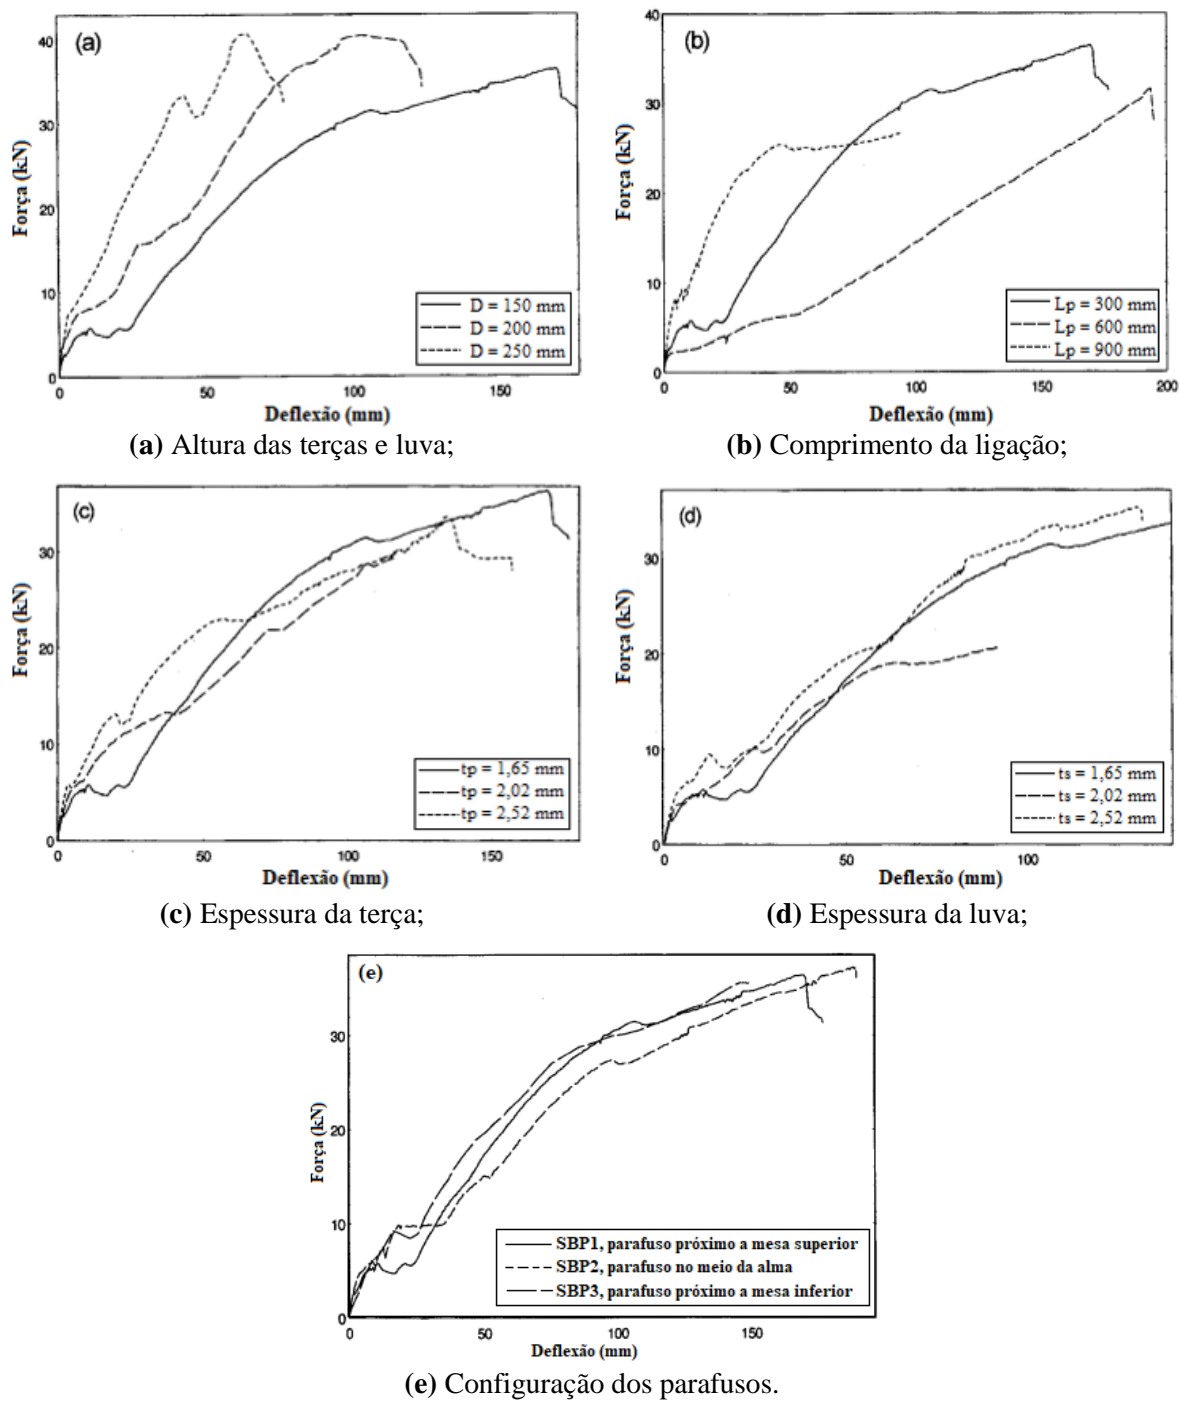 (a)
Força (kN)
40
30
20
10
0
D = 150 mm
D = 200 mm
D = 250 mm
0 50 100 150
Deflexão (mm)
(a) Altura das terças e luva;
(b)
Força (kN)
40
30
20
10
0
Lp = 300 mm
Lp = 600 mm
Lp = 900 mm
0 50 100 150 200
Deflexão (mm)
(b) Comprimento da ligação;
(c)
Força (kN)
30
20
10
0
tp = 1,65 mm
tp = 2,02 mm
tp = 2,52 mm
0 50 100 150
Deflexão (mm)
(c) Espessura da terça;
(d)
Força (kN)
30
20
10
0
ts = 1,65 mm
ts = 2,02 mm
ts = 2,52 mm
0 50 100
Deflexão (mm)
(d) Espessura da luva;
(e)
Força (kN)
30
20
10
0
SBP1, parafuso próximo a mesa superior
SBP2, parafuso no meio da alma
SBP3, parafuso próximo a mesa inferior
0 50 100 150
Deflexão (mm)
(e) Configuração dos parafusos.